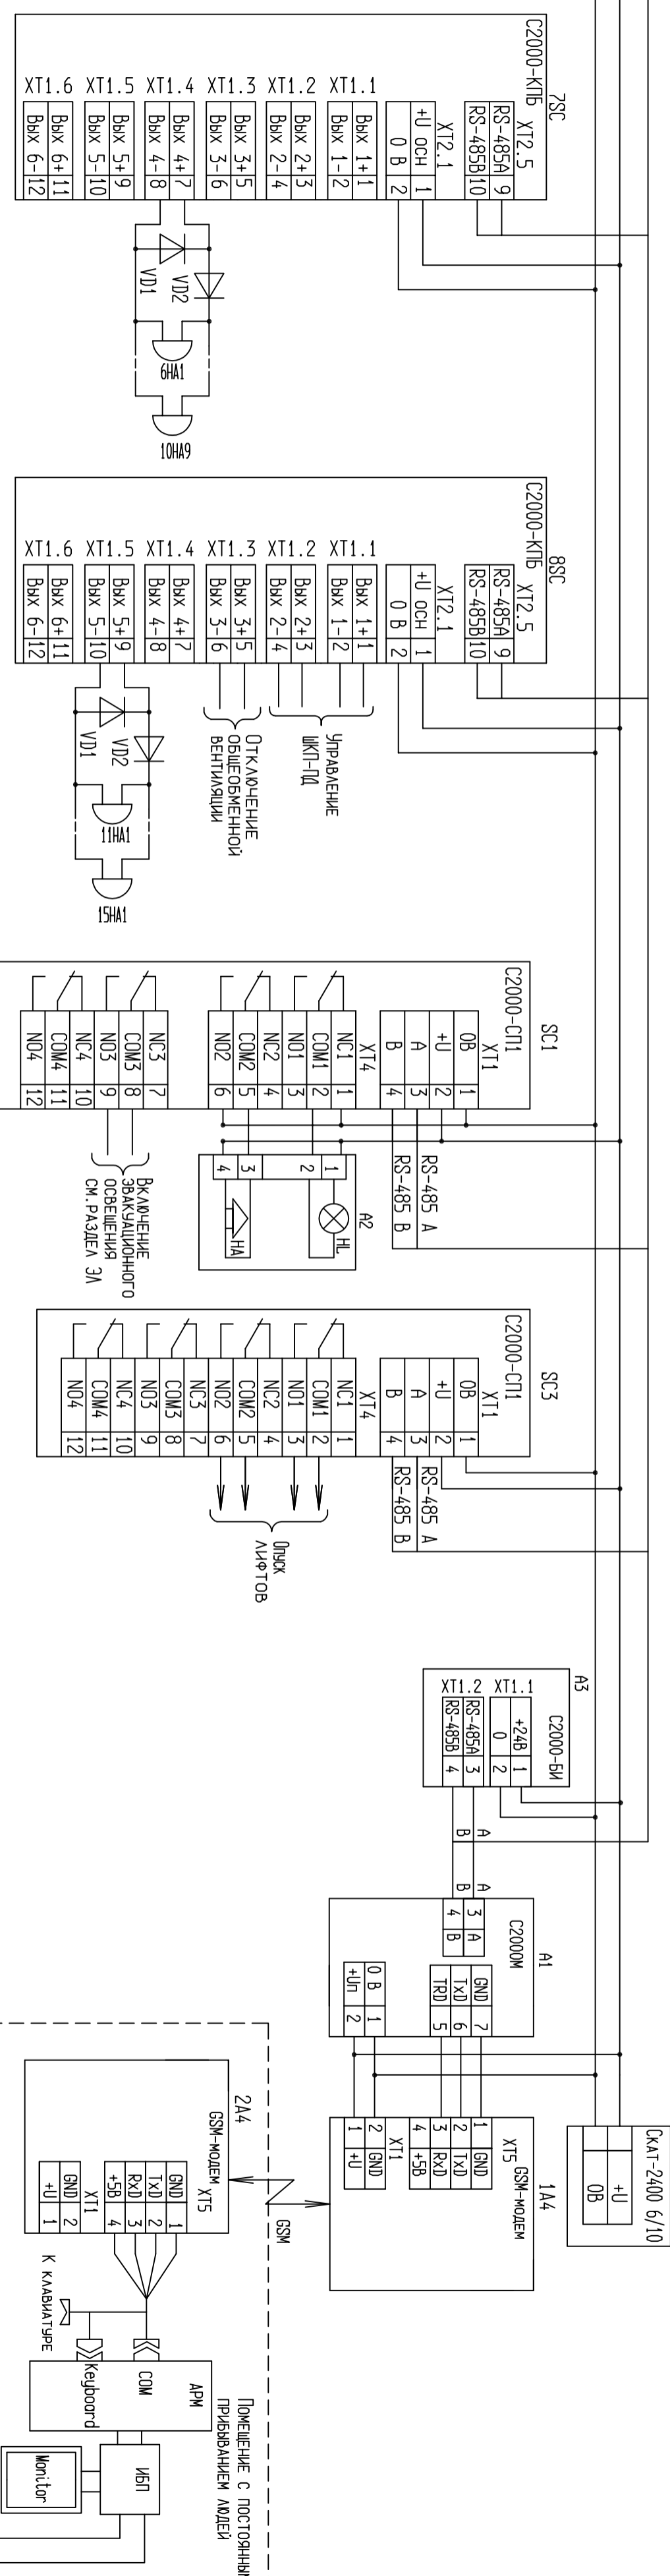 7SC
С2000-КПБ
XT2.5
RS-485A 9
RS-485B 10
XT2.1
+U осн 1
0 В 2
XT1.1
Вых 1+ 1
Вых 1- 2
XT1.2
Вых 2+ 3
Вых 2- 4
XT1.3
Вых 3+ 5
Вых 3- 6
XT1.4
Вых 4+ 7
Вых 4- 8
XT1.5
Вых 5+ 9
Вых 5- 10
XT1.6
Вых 6+ 11
Вых 6- 12
VD2
VD1
6НА1
10НА9
8SC
С2000-КПБ
XT2.5
RS-485A 9
RS-485B 10
XT2.1
+U осн 1
0 В 2
XT1.1
Вых 1+ 1
Вых 1- 2
XT1.2
Вых 2+ 3
Вых 2- 4
XT1.3
Вых 3+ 5
Вых 3- 6
XT1.4
Вых 4+ 7
Вых 4- 8
XT1.5
Вых 5+ 9
Вых 5- 10
XT1.6
Вых 6+ 11
Вых 6- 12
Управление
ШКП-ПД
Отключение
общеобменной
вентиляции
VD2
VD1
11НА1
15НА1
SC1
С2000-СП1
XT1
0В 1
+U 2
A 3
B 4
RS-485 A
RS-485 B
XT4
NC1 1
COM1 2
NO1 3
NC2 4
COM2 5
NO2 6
NC3 7
COM3 8
NO3 9
NC4 10
COM4 11
NO4 12
A2
1
2
3
4
HL
HA
Включение
эвакуационного
освещения
см.раздел ЭЛ
SC3
С2000-СП1
XT1
0В 1
+U 2
A 3
B 4
RS-485 A
RS-485 B
XT4
NC1 1
COM1 2
NO1 3
NC2 4
COM2 5
NO2 6
NC3 7
COM3 8
NO3 9
NC4 10
COM4 11
NO4 12
Опуск
лифтов
A3
С2000-БИ
XT1.1
+24В 1
0 2
XT1.2
RS-485A 3
RS-485B 4
A
B
A
B
A1
С2000М
3 A
4 B
GND 7
TxD 6
TRD 5
0 В 1
+Uп 2
1A4
GSM-модем
XT5
1 GND
2 TxD
3 RxD
4 +5В
XT1
2 GND
1 +U
Скат-2400 6/10
+U
0В
GSM
2A4
GSM-модем
XT5
GND 1
TxD 2
RxD 3
+5В 4
XT1
GND 2
+U 1
К клавиатуре
COM
Keyboard
АРМ
ИБП
Monitor
Помещение с постоянны
прибыванием людей